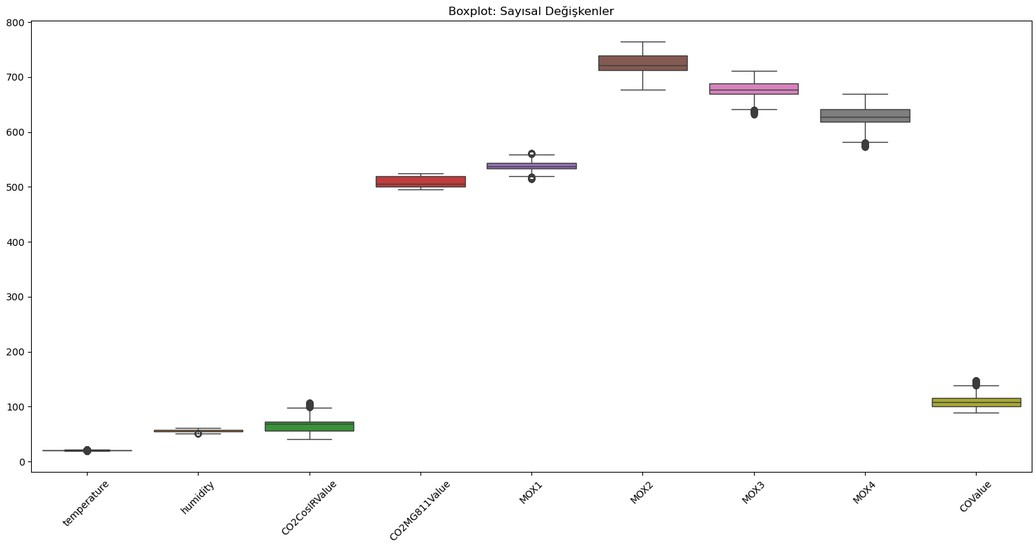 Boxplot: Sayısal Değişkenler
800
700
600
500
400
300
200
100
0
temperature
humidity
CO2CosIRValue
CO2MG811Value
MOX1
MOX2
MOX3
MOX4
COValue